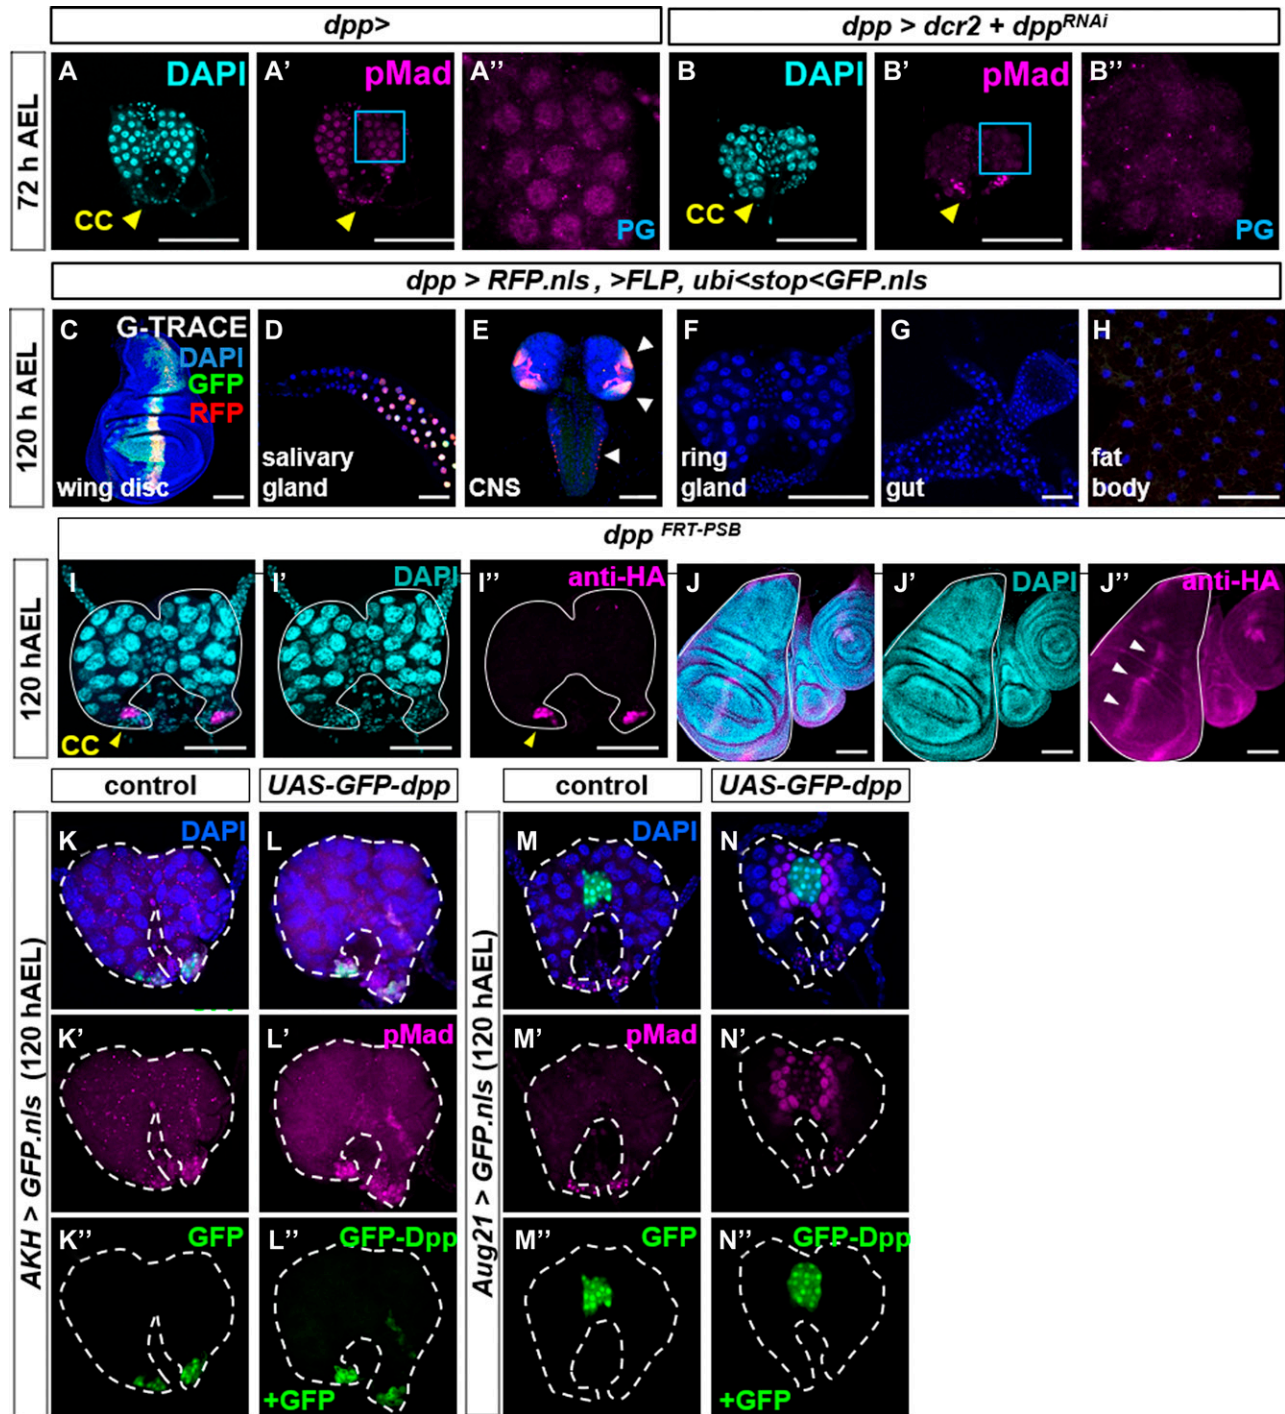 dpp>
dpp > dcr2 + dpp^RNAi
72 h AEL
A
DAPI
CC
A'
pMad
A''
PG
B
DAPI
CC
B'
pMad
B''
PG
dpp > RFP.nls , >FLP, ubi<stop<GFP.nls
120 h AEL
C
G-TRACE
DAPI
GFP
RFP
wing disc
D
salivary
gland
E
CNS
F
ring
gland
G
gut
H
fat
body
dpp FRT-PSB
120 hAEL
I
CC
I'
DAPI
I''
anti-HA
J
J'
DAPI
J''
anti-HA
control
UAS-GFP-dpp
control
UAS-GFP-dpp
AKH > GFP.nls (120 hAEL)
K
DAPI
L
K'
L'
pMad
K''
GFP
L''
GFP-Dpp
+GFP
Aug21 > GFP.nls (120 hAEL)
M
DAPI
N
M'
pMad
N'
M''
GFP
N''
GFP-Dpp
+GFP